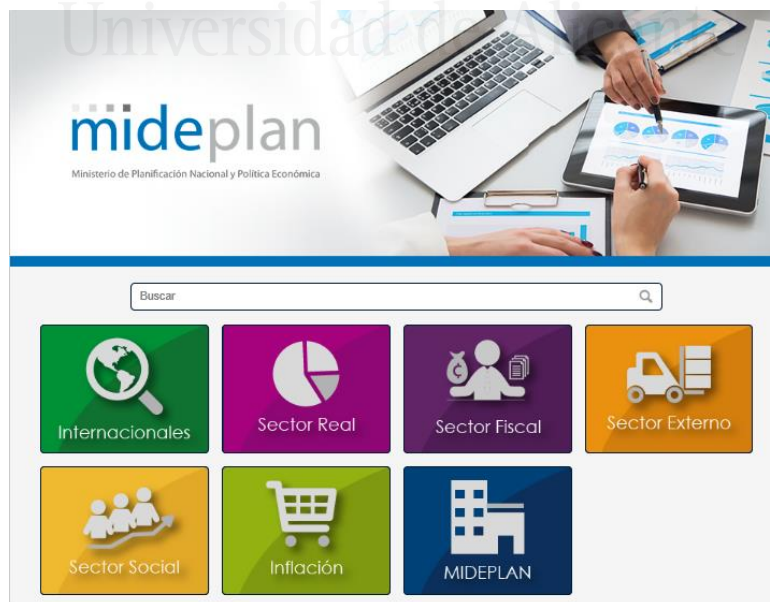 Universidad de Alicante
mideplan
Ministerio de Planificación Nacional y Política Económica
Buscar
Internacionales
Sector Real
Sector Fiscal
Sector Externo
Sector Social
Inflación
MIDEPLAN